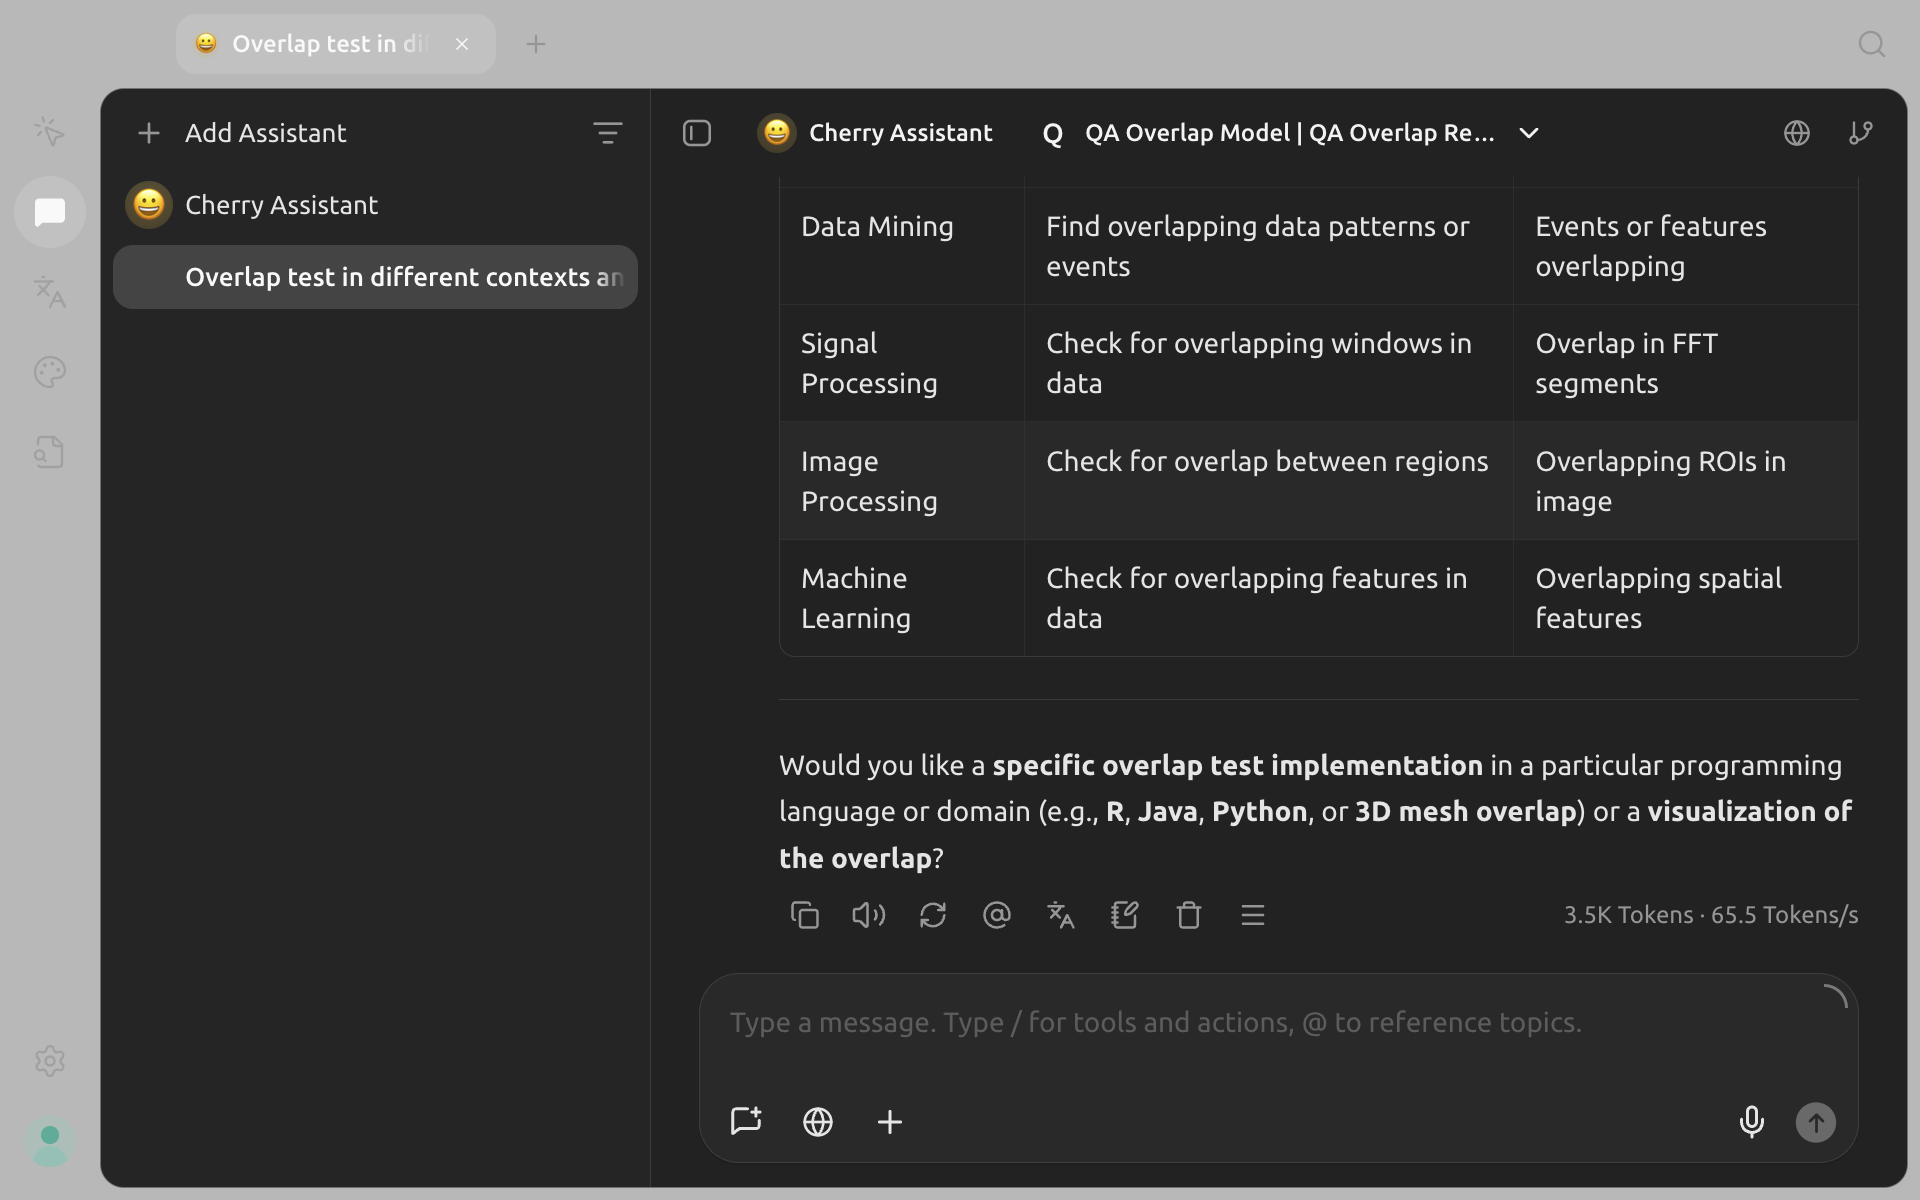 Overlap test in di
Add Assistant
Cherry Assistant
Overlap test in different contexts an
Cherry Assistant
Q QA Overlap Model | QA Overlap Re...
Data Mining
Find overlapping data patterns or
events
Events or features
overlapping
Signal
Processing
Check for overlapping windows in
data
Overlap in FFT
segments
Image
Processing
Check for overlap between regions
Overlapping ROIs in
image
Machine
Learning
Check for overlapping features in
data
Overlapping spatial
features
Would you like a specific overlap test implementation in a particular programming
language or domain (e.g., R, Java, Python, or 3D mesh overlap) or a visualization of
the overlap?
3.5K Tokens · 65.5 Tokens/s
Type a message. Type / for tools and actions, @ to reference topics.